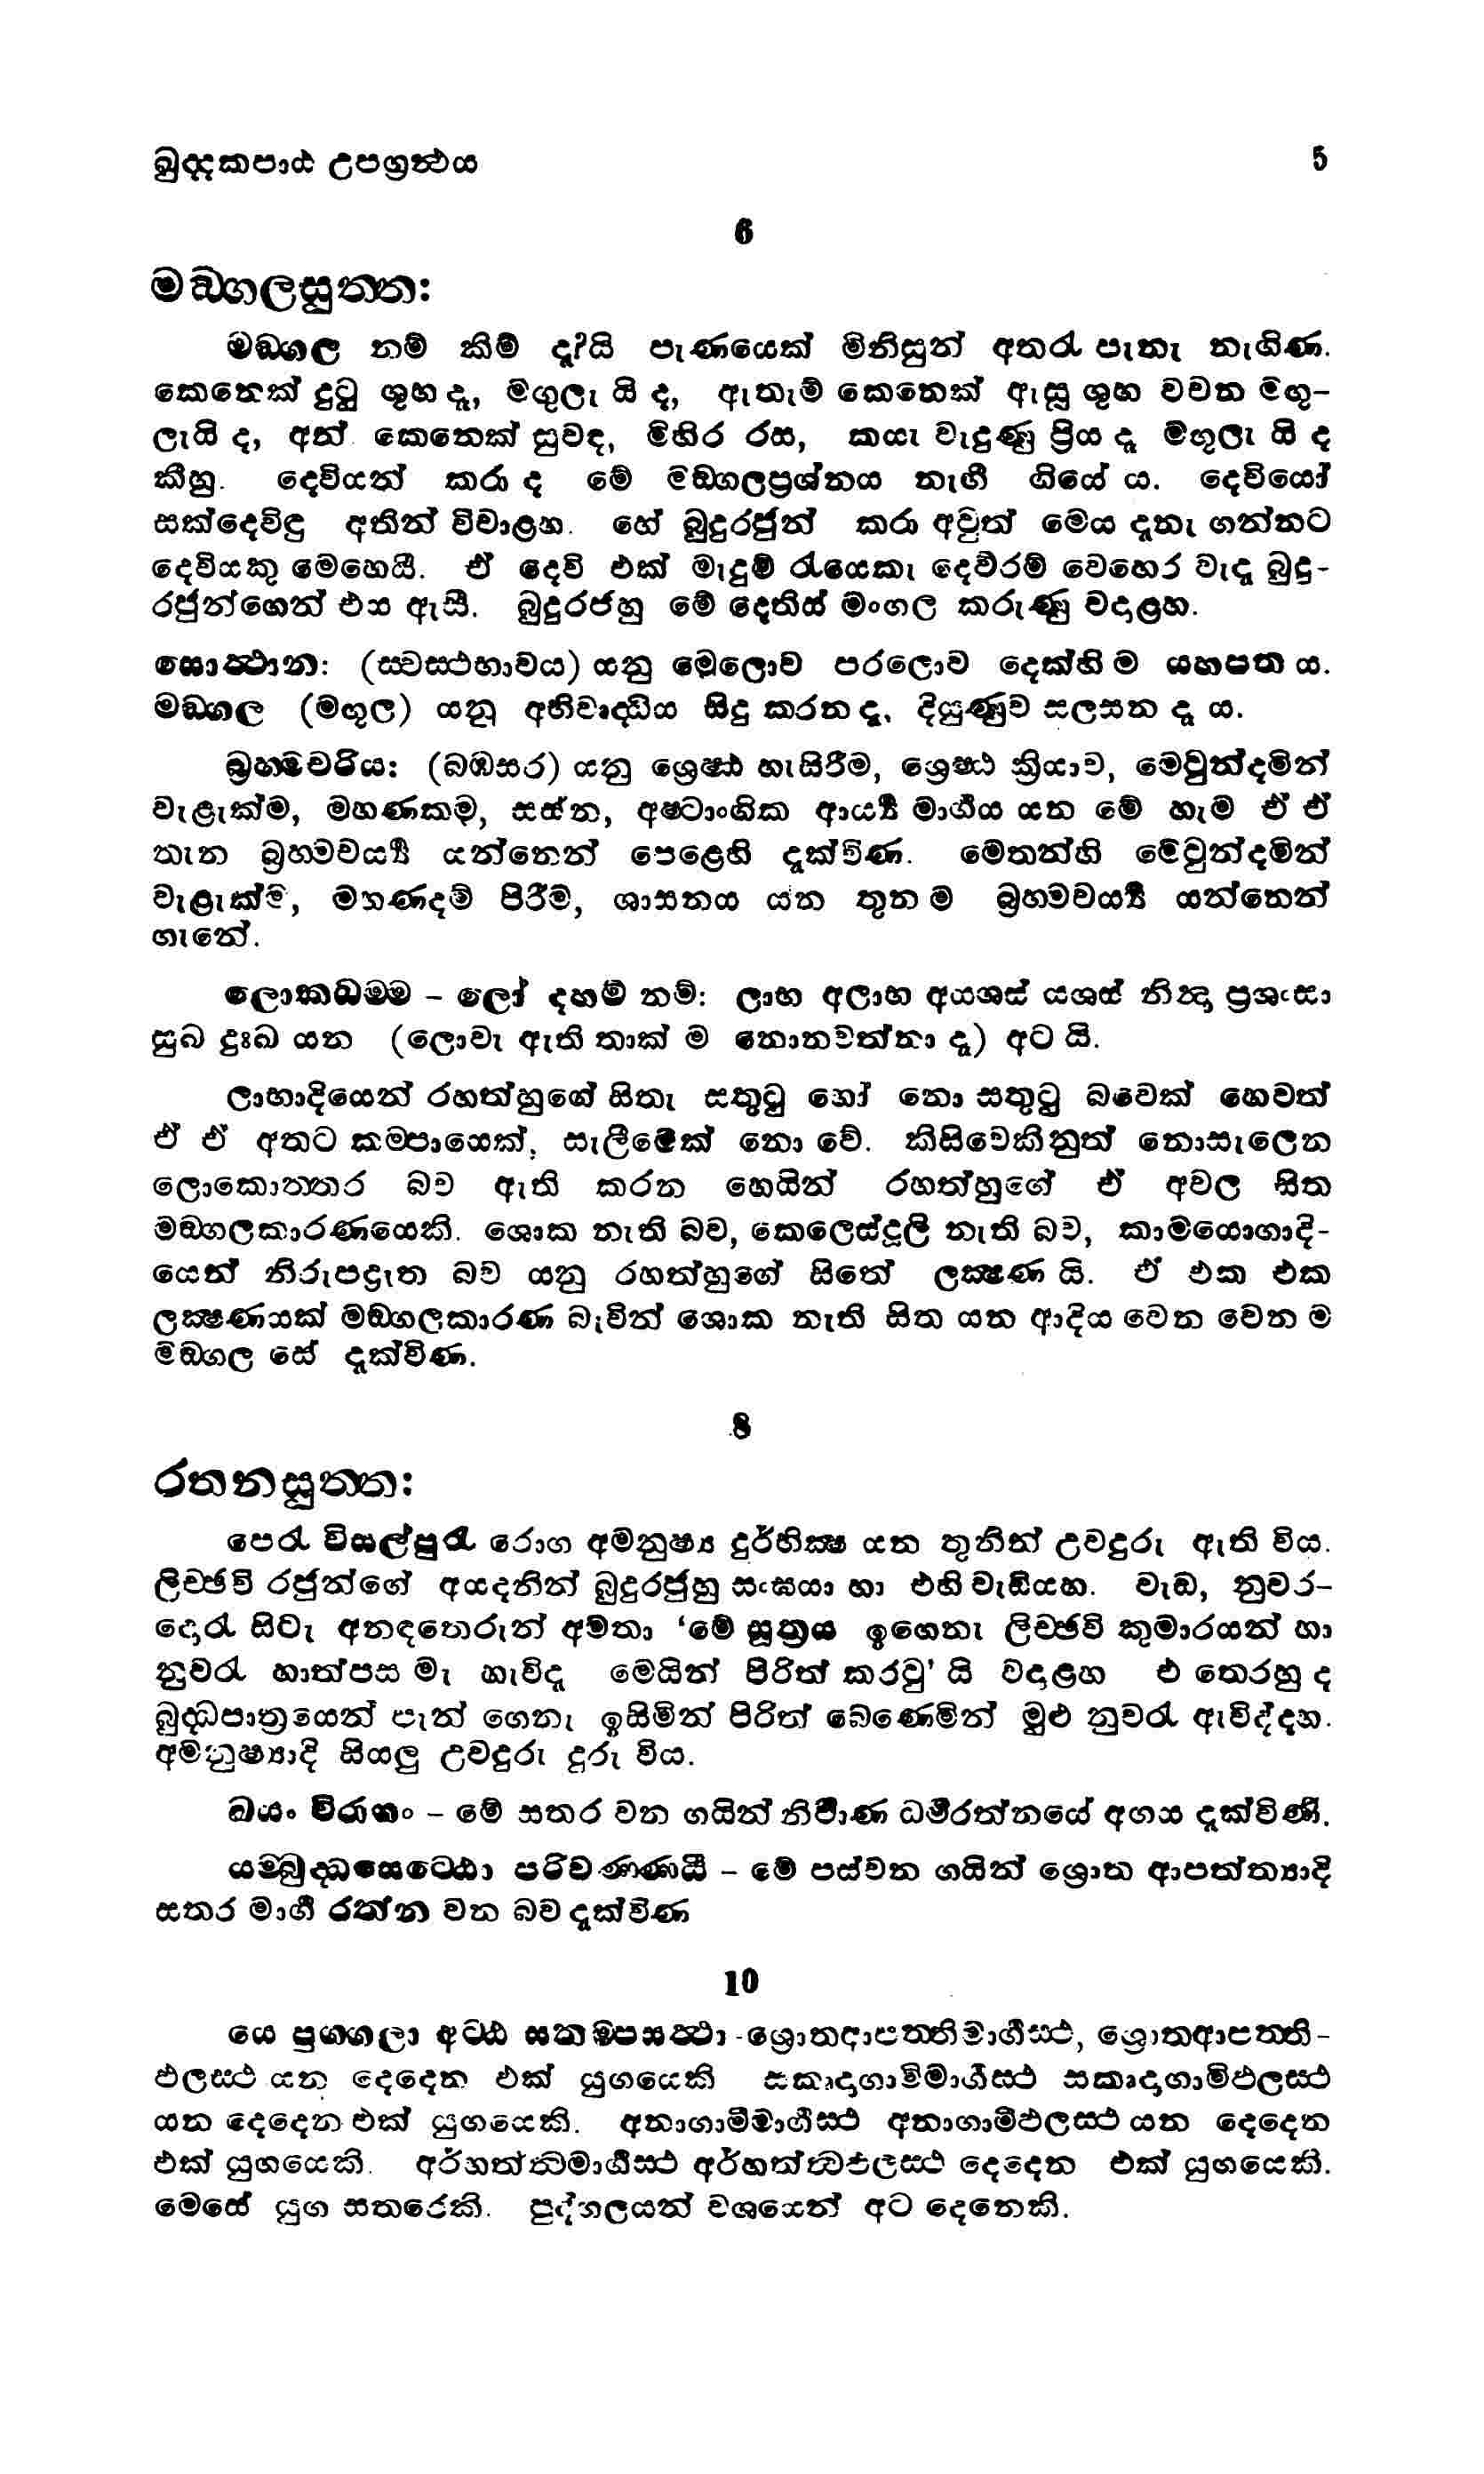 ඛුද්දකපාඨ උපග්‍රන්ථය 5
6
මඞ්ගලසුත්ත:
මඞ්ගල නම් කිම් ද?යි පැණයෙක් මිනිසුන් අතරැ පැනැ නැගිණ.
කෙනෙක් දුටු ශුභ දෑ, මගුලැ යි ද, ඇතැම් කෙනෙක් ඇසූ ශුභ වචන මඟු-
ලැයි ද, අන් කෙනෙක් සුවඳ, මිහිර රස, කයැ වැදුණු ප්‍රිය දෑ මඟුලැ යි ද
කීහු. දෙවියන් කරා ද මේ මඞ්ගලප්‍රශ්නය නැඟී ගියේ ය. දෙවියෝ
සක්දෙවිඳු අතින් විචාළහ. හේ බුදුරජුන් කරා අවුත් මෙය දැනැ ගන්නට
දෙවියකු මෙහෙයී. ඒ දෙවි එක් මැදුම් රැයෙකැ දෙව්රම් වෙහෙර වැදැ බුදු-
රජුන්ගෙන් එය ඇසී. බුදුරජහු මේ දෙතිස් මංගල කරුණු වදාළහ.
සොත්ථාන: (ස්වස්ථභාවය) යනු මෙලොව පරලොව දෙක්හි ම යහපත ය.
මඞ්ගල (මඟුල) යනු අභිවෘද්ධිය සිදු කරන දෑ, දියුණුව සලසන දෑ ය.
බ්‍රහ්මචරිය: (බඹසර) යනු ශ්‍රෙෂ්ඨ හැසිරීම, ශ්‍රෙෂ්ඨ ක්‍රියාව, මෙවුන්දමින්
වැළැක්ම, මහණකම, සස්න, අෂ්ටාංගික ආර්‍ය්‍ය මාර්‍ගය යන මේ හැම ඒ ඒ
තැන බ්‍රහ්මචර්‍ය්‍ය යන්නෙන් පෙළෙහි දැක්විණ. මෙතන්හි මෙවුන්දමින්
වැළැක්ම, මහණදම් පිරීම, ශාසනය යන තුන ම බ්‍රහ්මචර්‍ය්‍ය යන්නෙන්
ගැනේ.
ලොකධම්ම – ලෝ දහම් නම්: ලාභ අලාභ අයශස් යශස් නින්‍දා ප්‍රශංසා
සුඛ දුඃඛ යන (ලොවැ ඇති තාක් ම නොනවත්නා දෑ) අට යි.
ලාභාදියෙන් රහත්හුගේ සිතැ සතුටු හෝ නො සතුටු බවෙක් හෙවත්
ඒ ඒ අතට කම්පායෙක්, සැලීමෙක් නො වේ. කිසිවෙකිනුත් නොසැලෙන
ලොකොත්තර බව ඇති කරන හෙයින් රහත්හුගේ ඒ අචල සිත
මඞ්ගලකාරණයෙකි. ශොක නැති බව, කෙලෙස්දූලි නැති බව, කාමයොගාදි-
යෙන් නිරුපද්‍රැත බව යනු රහත්හුගේ සිතේ ලක්ෂණ යි. ඒ එක එක
ලක්ෂණයක් මඞ්ගලකාරණ බැවින් ශොක නැති සිත යන ආදිය වෙන වෙන ම
මඞ්ගල සේ දැක්විණ.
8
රතනසුත්ත:
පෙරැ විසල්පුරැ රොග අමනුෂ්‍ය දුර්භික්ෂ යන තුනින් උවදුරු ඇති විය.
ලිච්ඡවි රජුන්ගේ අයදනින් බුදුරජහු සංඝයා හා එහි වැඩියහ. වැඩ, නුවර-
දොරැ සිටැ අනඳතෙරුන් අමතා ‘මේ සූත්‍රය ඉගෙනැ ලිච්ඡවි කුමාරයන් හා
නුවරැ හාත්පස මැ හැවිදැ මෙයින් පිරිත් කරවු’ යි වදාළහ එ තෙරහු ද
බුද්ධපාත්‍රයෙන් පැන් ගෙනැ ඉසිමින් පිරිත් බෙණෙමින් මුළු නුවරැ ඇවිද්දහ.
අමනුෂ්‍යාදි සියලු උවදුරු දුරු විය.
ඛයං විරාගං – මේ සතර වන ගයින් නිර්‍වාණ ධර්‍මරත්නයේ අගය දැක්විණි.
යම්බුද්ධසෙට්ඨො පරිවණ්ණයී – මේ පස්වන ගයින් ශ්‍රොත ආපත්ත්‍යාදි
සතර මාර්‍ග රත්න වන බව දැක්විණ
10
යෙ පුග්ගලා අට්ඨ සතම්පසත්ථා - ශ්‍රොතආපත්තිමාර්‍ගස්ථ, ශ්‍රොතආපත්ති-
ඵලස්ථ යන දෙදෙන එක් යුගයෙකි සකෘදාගාමිමාර්‍ගස්ථ සකෘදාගාමිඵලස්ථ
යන දෙදෙන එක් යුගයෙකි. අනාගාමිමාර්‍ගස්ථ අනාගාමිඵලස්ථ යන දෙදෙන
එක් යුගයෙකි. අර්හත්ත්වමාර්‍ගස්ථ අර්හත්ත්වඵලස්ථ දෙදෙන එක් යුගයෙකි.
මෙසේ යුග සතරෙකි. පුද්ගලයන් වශයෙන් අට දෙනෙකි.